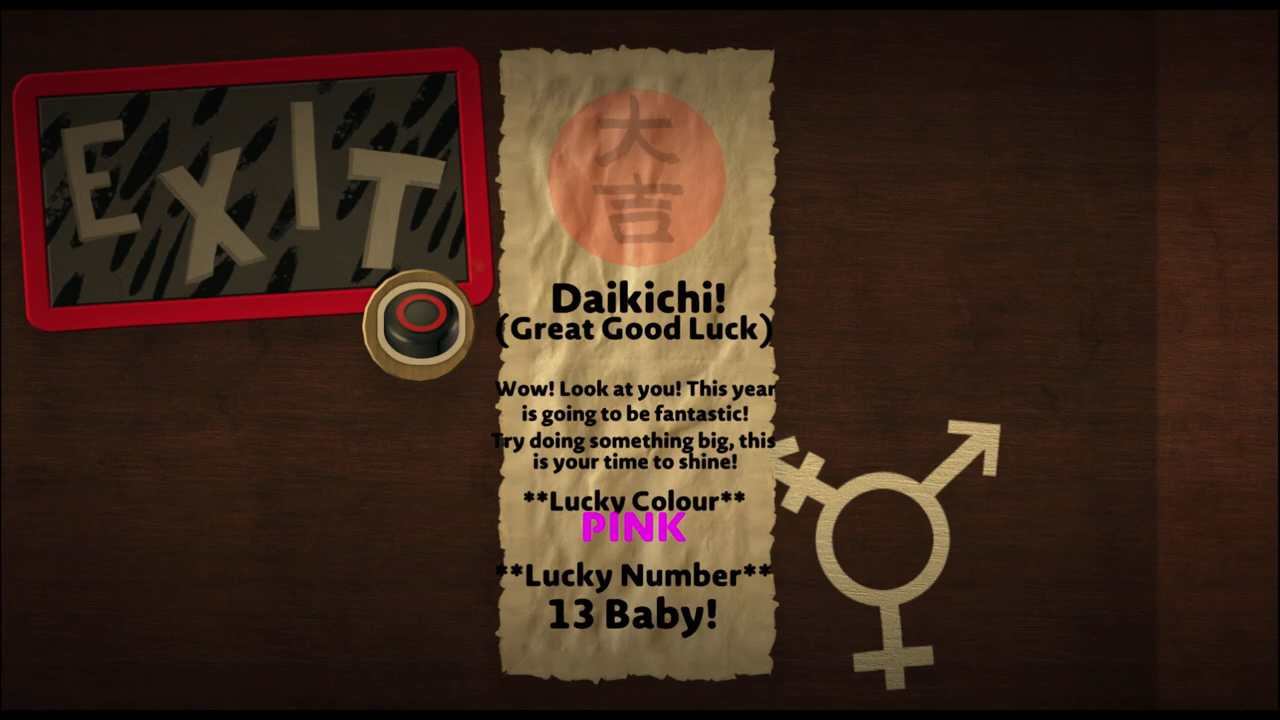 EXIT
大
吉
Daikichi!
(Great Good Luck)
Wow! Look at you! This year
is going to be fantastic!
Try doing something big, this
is your time to shine!
**Lucky Colour**
PINK
**Lucky Number**
13 Baby!